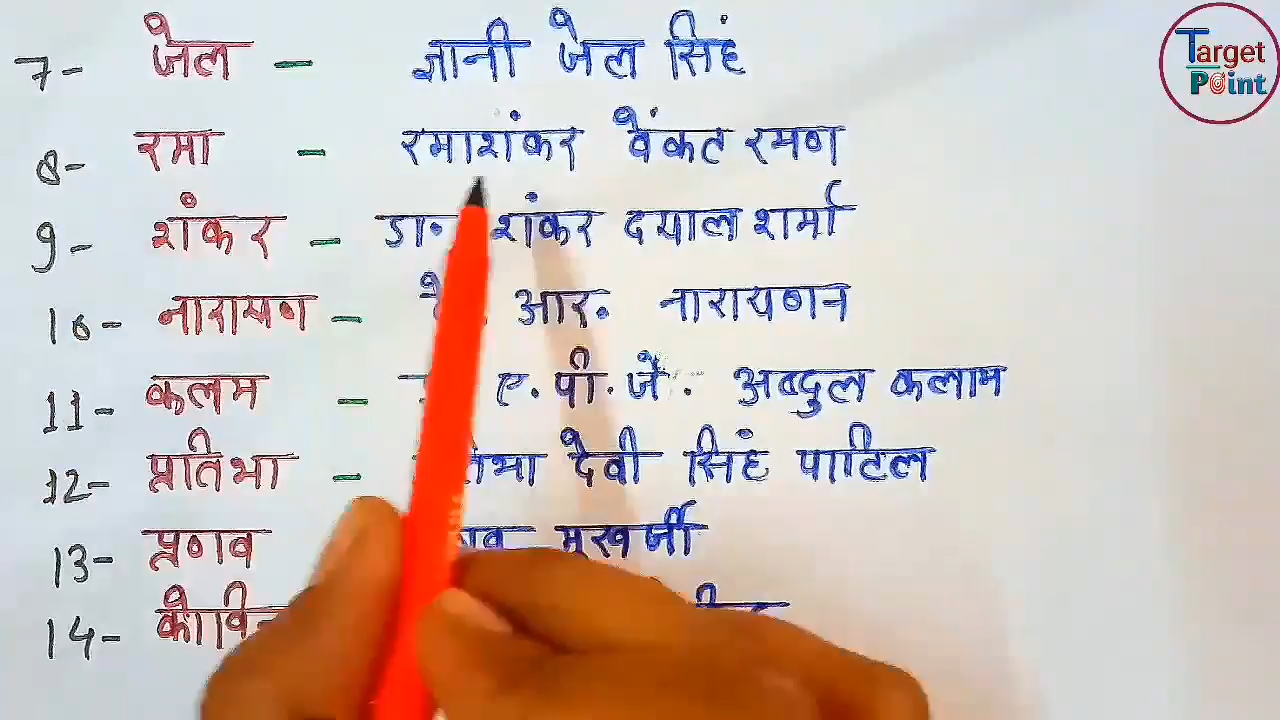 7- जेल - ज्ञानी जेल सिंह
8- रमा - रमाशंकर वेंकट रमण
9- शंकर - डा॰ शंकर दयाल शर्मा
10- नारायण - आर॰ नारायणन
11- कलम - ए.पी.जे. अब्दुल कलाम
12- प्रतिभा - देवी सिंह पाटिल
13- प्रणव मुखर्जी
14-
Target
Point